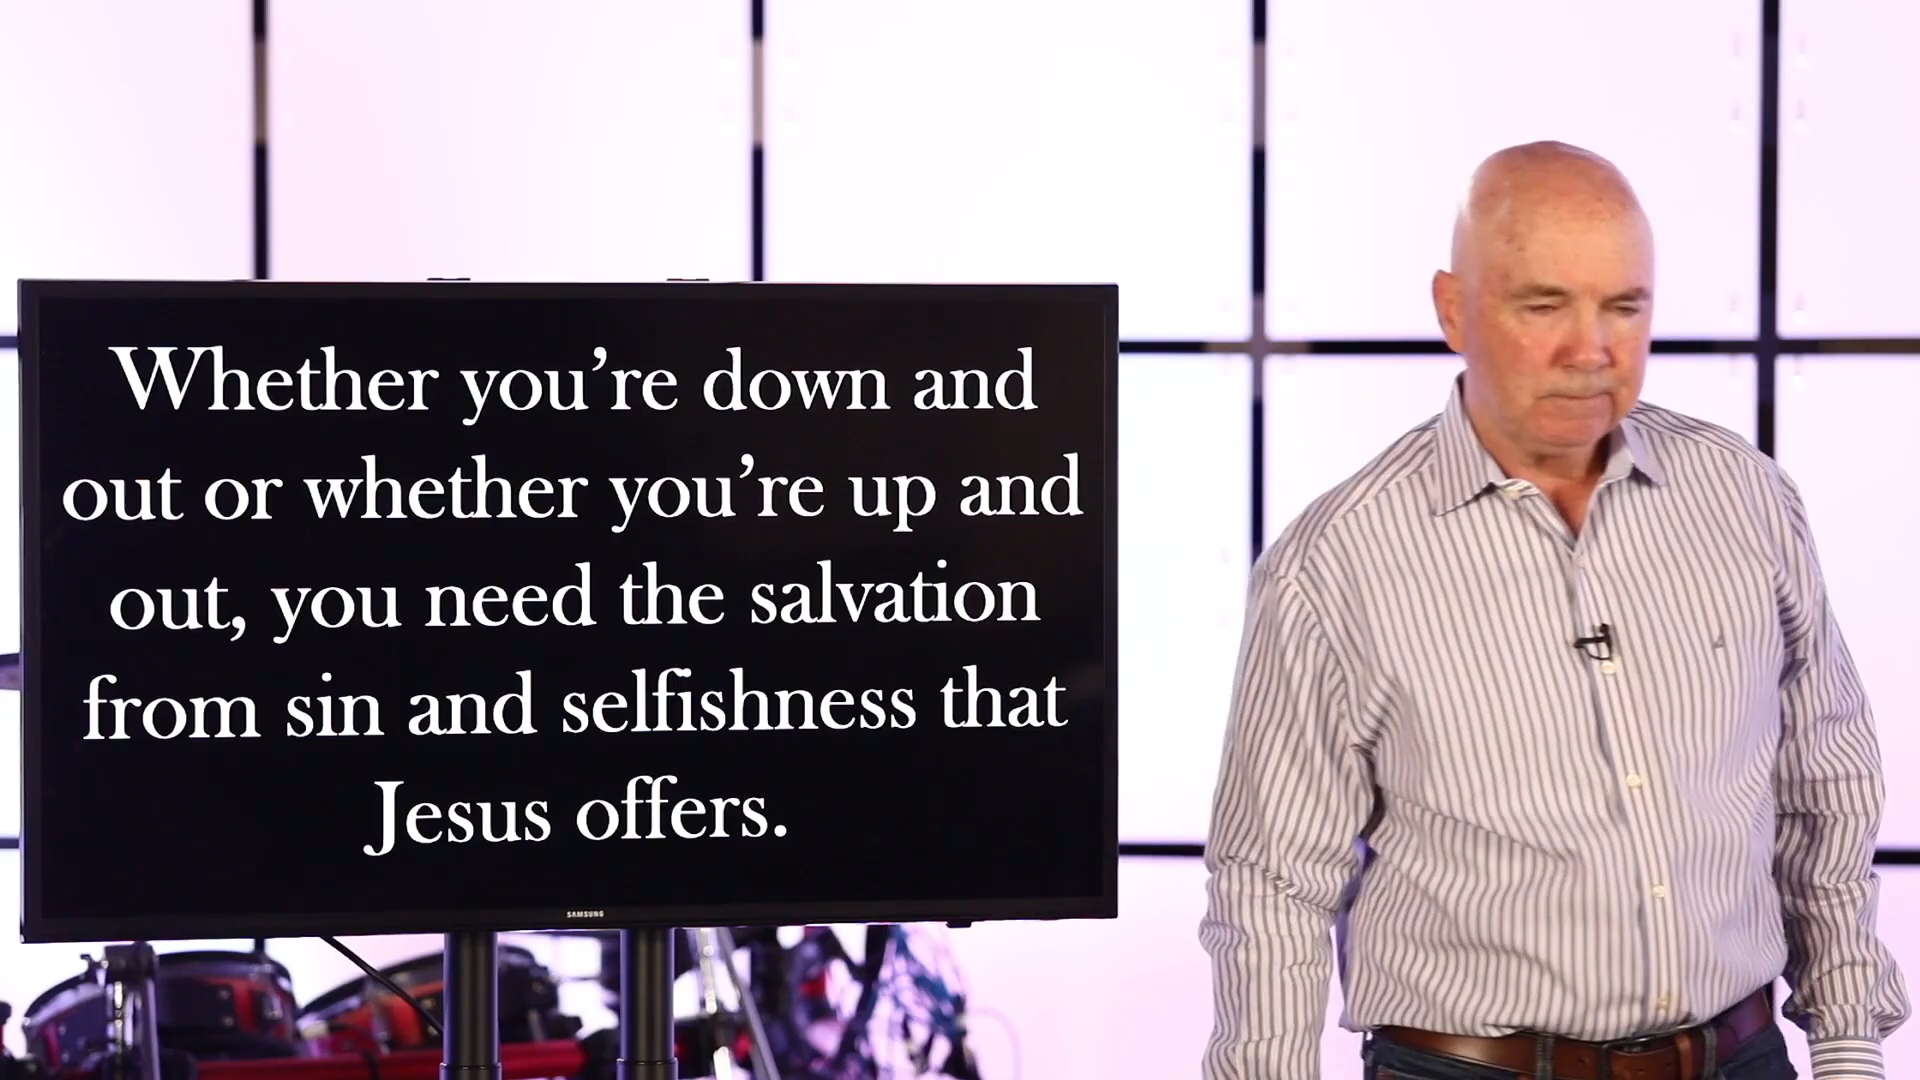 Whether you’re down and
out or whether you’re up and
out, you need the salvation
from sin and selfishness that
Jesus offers.
SAMSUNG